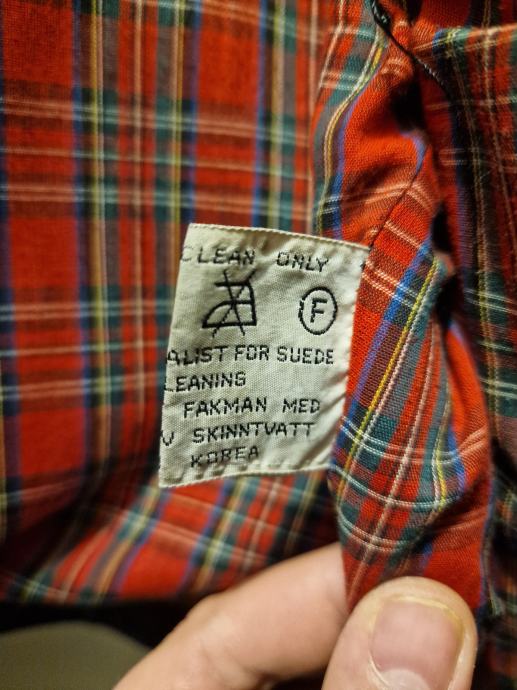 CLEAN ONLY
F
ALIST FOR SUEDE
LEANING
FAKMAN MED
V SKINNTVATT
KOREA